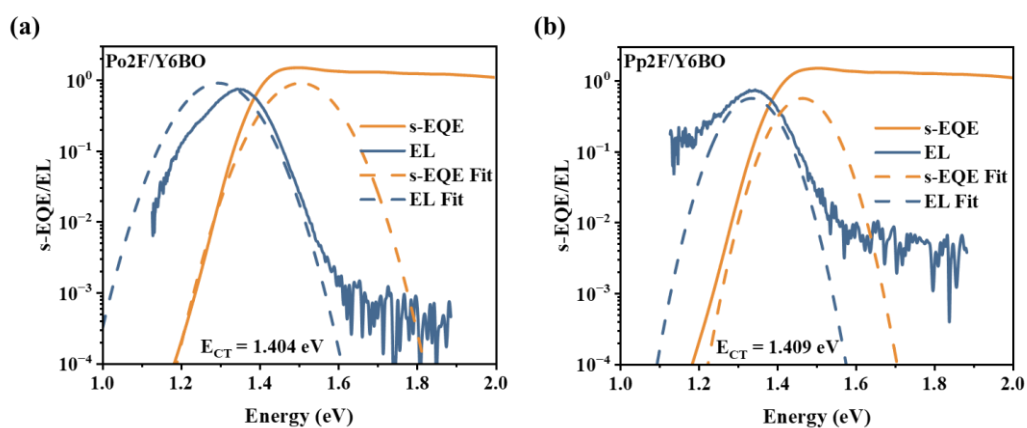 (a)
Po2F/Y6BO
s-EQE
EL
s-EQE Fit
EL Fit
E_CT = 1.404 eV
s-EQE/EL
10^0
10^-1
10^-2
10^-3
10^-4
1.0 1.2 1.4 1.6 1.8 2.0
Energy (eV)
(b)
Pp2F/Y6BO
s-EQE
EL
s-EQE Fit
EL Fit
E_CT = 1.409 eV
s-EQE/EL
10^0
10^-1
10^-2
10^-3
10^-4
1.0 1.2 1.4 1.6 1.8 2.0
Energy (eV)